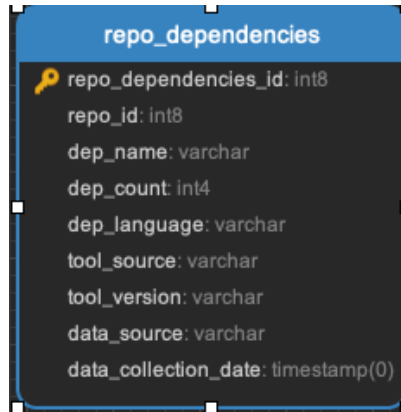 repo_dependencies
repo_dependencies_id: int8
repo_id: int8
dep_name: varchar
dep_count: int4
dep_language: varchar
tool_source: varchar
tool_version: varchar
data_source: varchar
data_collection_date: timestamp(0)